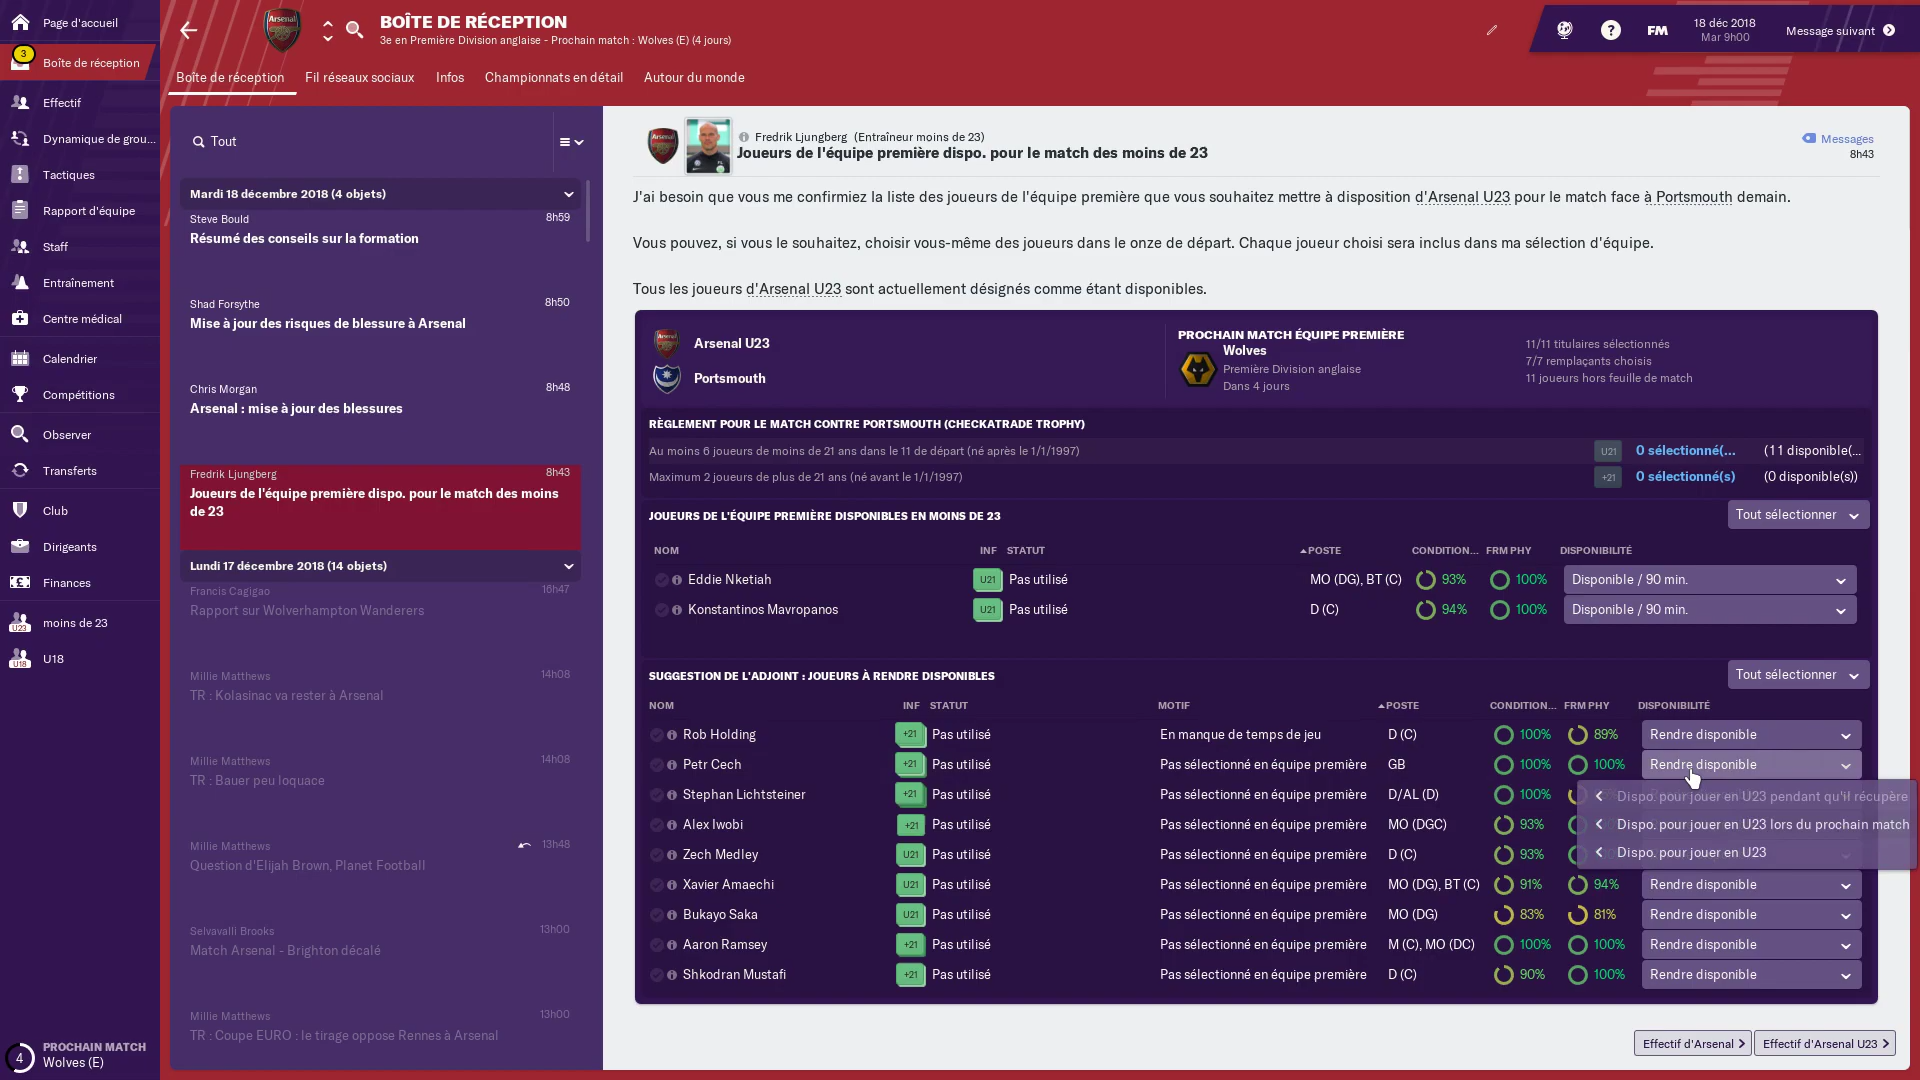 Page d'accueil
3
Boîte de réception
Effectif
Dynamique de grou...
Tactiques
Rapport d'équipe
Staff
Entraînement
Centre médical
Calendrier
Compétitions
Observer
Transferts
Club
Dirigeants
Finances
U23 moins de 23
U18 U18
4 PROCHAIN MATCH
Wolves (E)
Arsenal
BOÎTE DE RÉCEPTION
3e en Première Division anglaise - Prochain match : Wolves (E) (4 jours)
? FM 18 déc 2018
Mar 9h00
Message suivant
Boîte de réception Fil réseaux sociaux Infos Championnats en détail Autour du monde
Tout
Mardi 18 décembre 2018 (4 objets)
Steve Bould 8h59
Résumé des conseils sur la formation
Shad Forsythe 8h50
Mise à jour des risques de blessure à Arsenal
Chris Morgan 8h48
Arsenal : mise à jour des blessures
Fredrik Ljungberg 8h43
Joueurs de l'équipe première dispo. pour le match des moins
de 23
Lundi 17 décembre 2018 (14 objets)
Francis Cagigao 16h47
Rapport sur Wolverhampton Wanderers
Millie Matthews 14h08
TR : Kolasinac va rester à Arsenal
Millie Matthews 14h08
TR : Bauer peu loquace
Millie Matthews 13h48
Question d'Elijah Brown, Planet Football
Selvavalli Brooks 13h00
Match Arsenal - Brighton décalé
Millie Matthews 13h00
TR : Coupe EURO : le tirage oppose Rennes à Arsenal
Fredrik Ljungberg (Entraîneur moins de 23) Messages
Joueurs de l'équipe première dispo. pour le match des moins de 23 8h43
J'ai besoin que vous me confirmiez la liste des joueurs de l'équipe première que vous souhaitez mettre à disposition d'Arsenal U23 pour le match face à Portsmouth demain.
Vous pouvez, si vous le souhaitez, choisir vous-même des joueurs dans le onze de départ. Chaque joueur choisi sera inclus dans ma sélection d'équipe.
Tous les joueurs d'Arsenal U23 sont actuellement désignés comme étant disponibles.
Arsenal U23
Portsmouth
PROCHAIN MATCH ÉQUIPE PREMIÈRE
Wolves
Première Division anglaise
Dans 4 jours
11/11 titulaires sélectionnés
7/7 remplaçants choisis
11 joueurs hors feuille de match
RÈGLEMENT POUR LE MATCH CONTRE PORTSMOUTH (CHECKATRADE TROPHY)
Au moins 6 joueurs de moins de 21 ans dans le 11 de départ (né après le 1/1/1997) U21 0 sélectionné(... (11 disponible(...
Maximum 2 joueurs de plus de 21 ans (né avant le 1/1/1997) +21 0 sélectionné(s) (0 disponible(s))
JOUEURS DE L'ÉQUIPE PREMIÈRE DISPONIBLES EN MOINS DE 23 Tout sélectionner
NOM INF STATUT POSTE CONDITION... FRM PHY DISPONIBILITÉ
Eddie Nketiah U21 Pas utilisé MO (DG), BT (C) 93% 100% Disponible / 90 min.
Konstantinos Mavropanos U21 Pas utilisé D (C) 94% 100% Disponible / 90 min.
SUGGESTION DE L'ADJOINT : JOUEURS À RENDRE DISPONIBLES Tout sélectionner
NOM INF STATUT MOTIF POSTE CONDITION... FRM PHY DISPONIBILITÉ
Rob Holding +21 Pas utilisé En manque de temps de jeu D (C) 100% 89% Rendre disponible
Petr Cech +21 Pas utilisé Pas sélectionné en équipe première GB 100% 100% Rendre disponible
Stephan Lichtsteiner +21 Pas utilisé Pas sélectionné en équipe première D/AL (D) 100% Dispo. pour jouer en U23 pendant qu'il récupère
Alex Iwobi +21 Pas utilisé Pas sélectionné en équipe première MO (DGC) 93% Dispo. pour jouer en U23 lors du prochain match
Zech Medley U21 Pas utilisé Pas sélectionné en équipe première D (C) 93% Dispo. pour jouer en U23
Xavier Amaechi U21 Pas utilisé Pas sélectionné en équipe première MO (DG), BT (C) 91% 94% Rendre disponible
Bukayo Saka U21 Pas utilisé Pas sélectionné en équipe première MO (DG) 83% 81% Rendre disponible
Aaron Ramsey +21 Pas utilisé Pas sélectionné en équipe première M (C), MO (DC) 100% 100% Rendre disponible
Shkodran Mustafi +21 Pas utilisé Pas sélectionné en équipe première D (C) 90% 100% Rendre disponible
Effectif d'Arsenal Effectif d'Arsenal U23